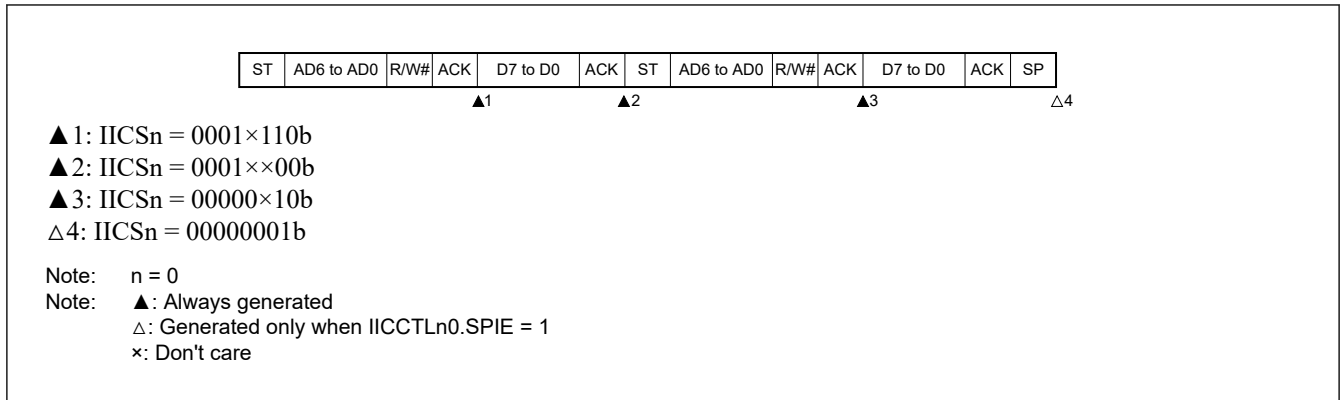 ST AD6 to AD0 R/W# ACK D7 to D0 ACK ST AD6 to AD0 R/W# ACK D7 to D0 ACK SP
▲1 ▲2 ▲3 △4
▲1: IICSn = 0001×110b
▲2: IICSn = 0001××00b
▲3: IICSn = 00000×10b
△4: IICSn = 00000001b
Note: n = 0
Note: ▲: Always generated
△: Generated only when IICCTLn0.SPIE = 1
×: Don't care